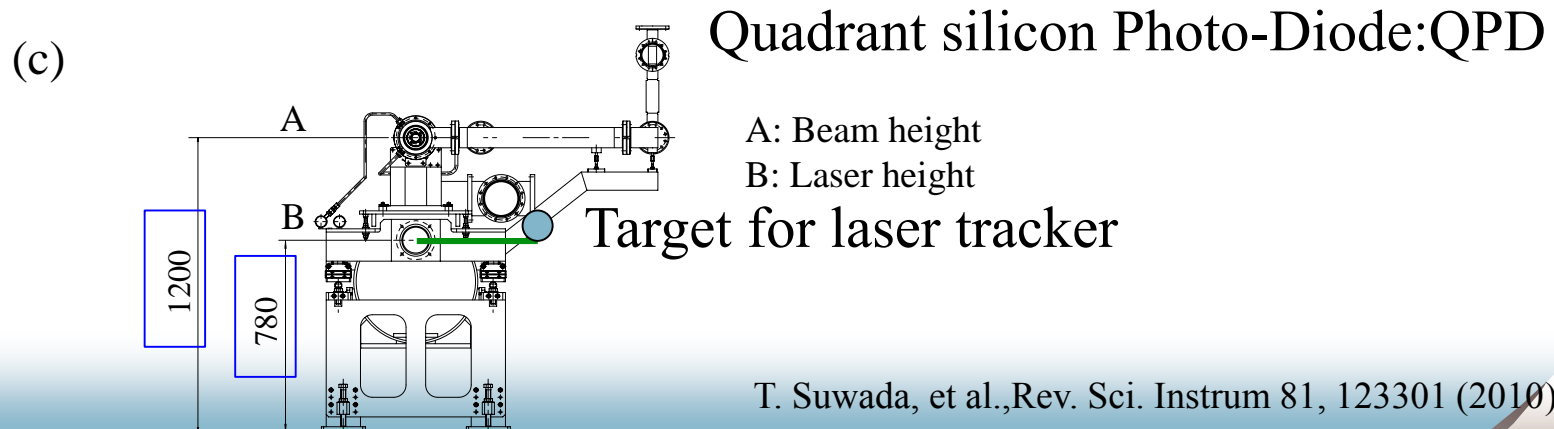 Quadrant silicon Photo-Diode:QPD
(c)
A
A: Beam height
B: Laser height
B
Target for laser tracker
1200
780
T. Suwada, et al.,Rev. Sci. Instrum 81, 123301 (2010)